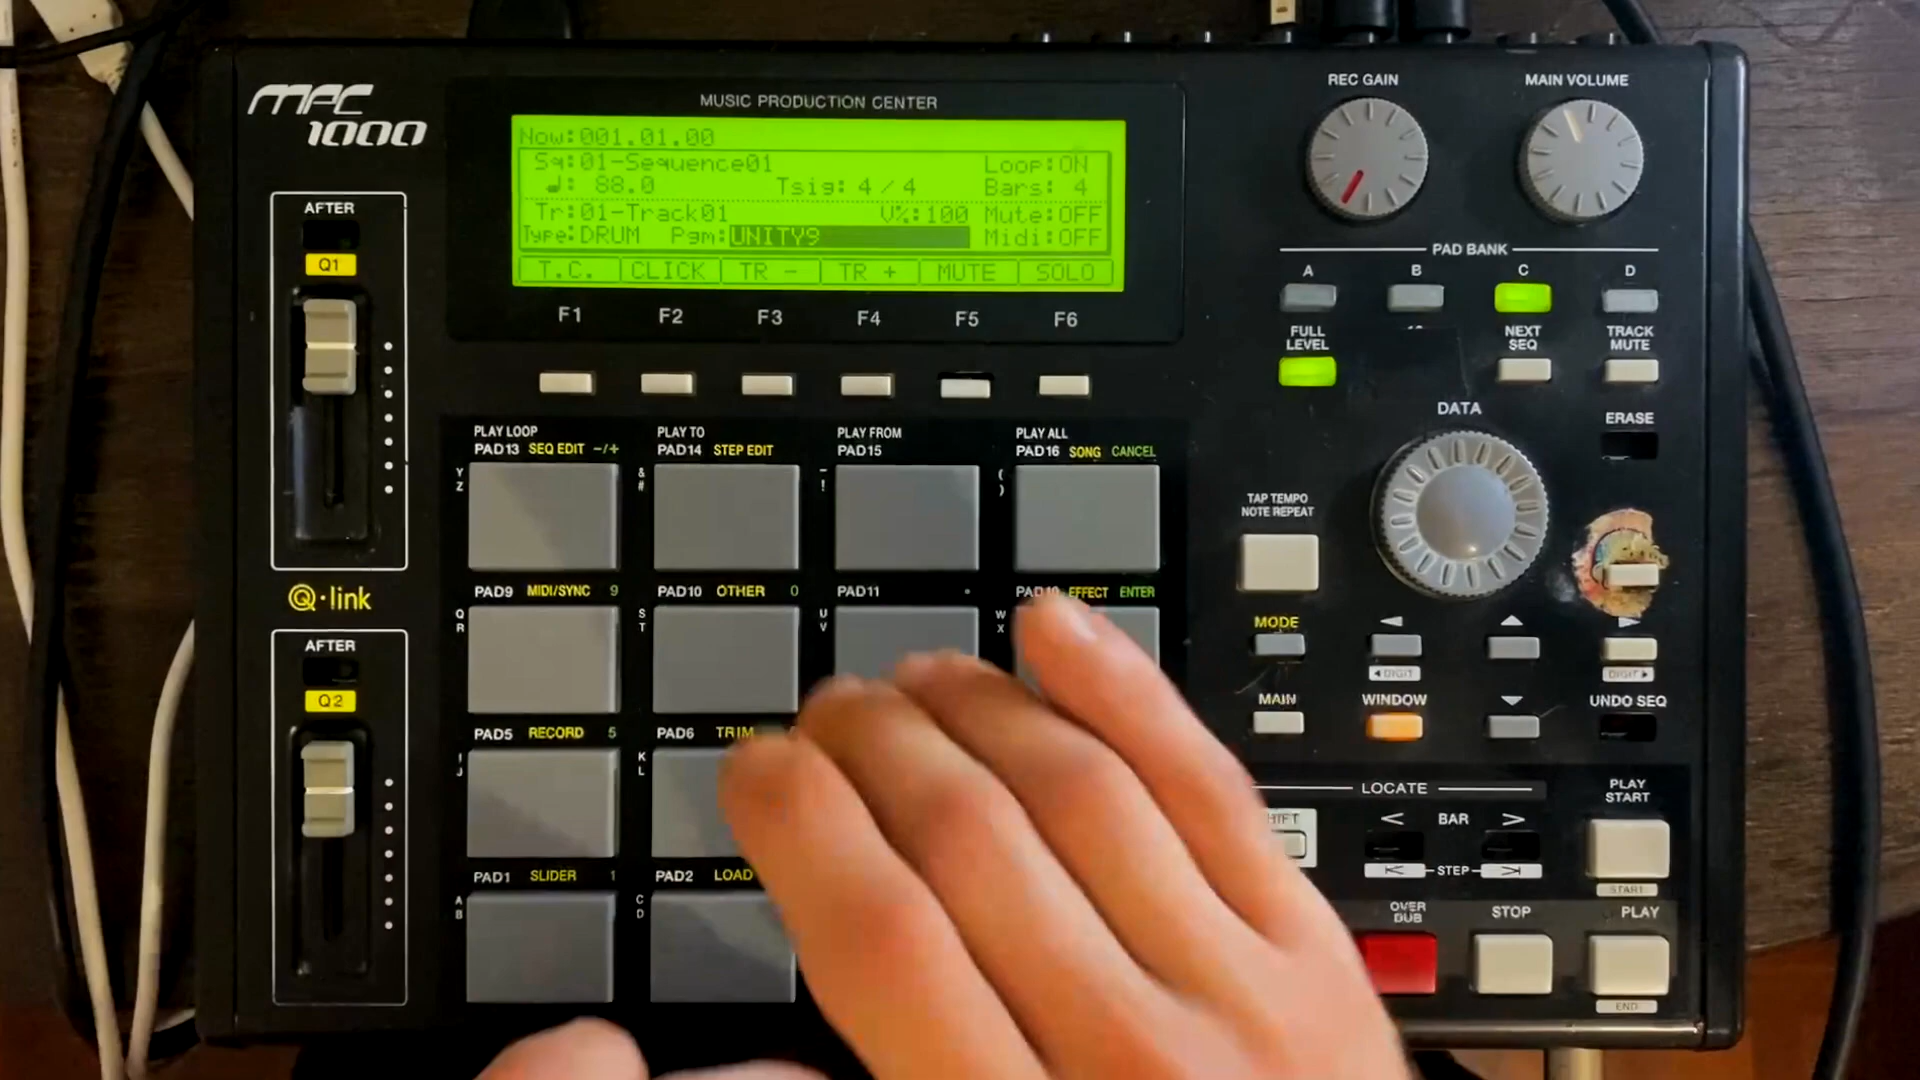 MPC
1000
MUSIC PRODUCTION CENTER
Now:001.01.00
Sq:01-Sequence01 Loop:ON
♩: 88.0 Tsig: 4/4 Bars: 4
Tr:01-Track01 V%:100 Mute:OFF
Type:DRUM Pgm:UNITY9 Midi:OFF
T.C. CLICK TR - TR + MUTE SOLO
F1 F2 F3 F4 F5 F6
REC GAIN MAIN VOLUME
PAD BANK
A B C D
FULL
LEVEL
NEXT
SEQ
TRACK
MUTE
DATA
ERASE
TAP TEMPO
NOTE REPEAT
MODE
◄ DIGIT
DIGIT ►
MAIN WINDOW UNDO SEQ
LOCATE
< BAR >
STEP
PLAY
START
START
OVER
DUB
STOP PLAY
END
AFTER
Q1
Q-link
AFTER
Q2
PLAY LOOP
PAD13 SEQ EDIT -/+
Y
Z
PLAY TO
PAD14 STEP EDIT
&
#
PLAY FROM
PAD15
!
PLAY ALL
PAD16 SONG CANCEL
(
)
PAD9 MIDI/SYNC 9
Q
R
PAD10 OTHER 0
S
T
PAD11
U
V
EFFECT ENTER
W
X
PAD5 RECORD 5
I
J
PAD6 TRIM
K
L
PAD1 SLIDER 1
A
B
PAD2 LOAD
C
D